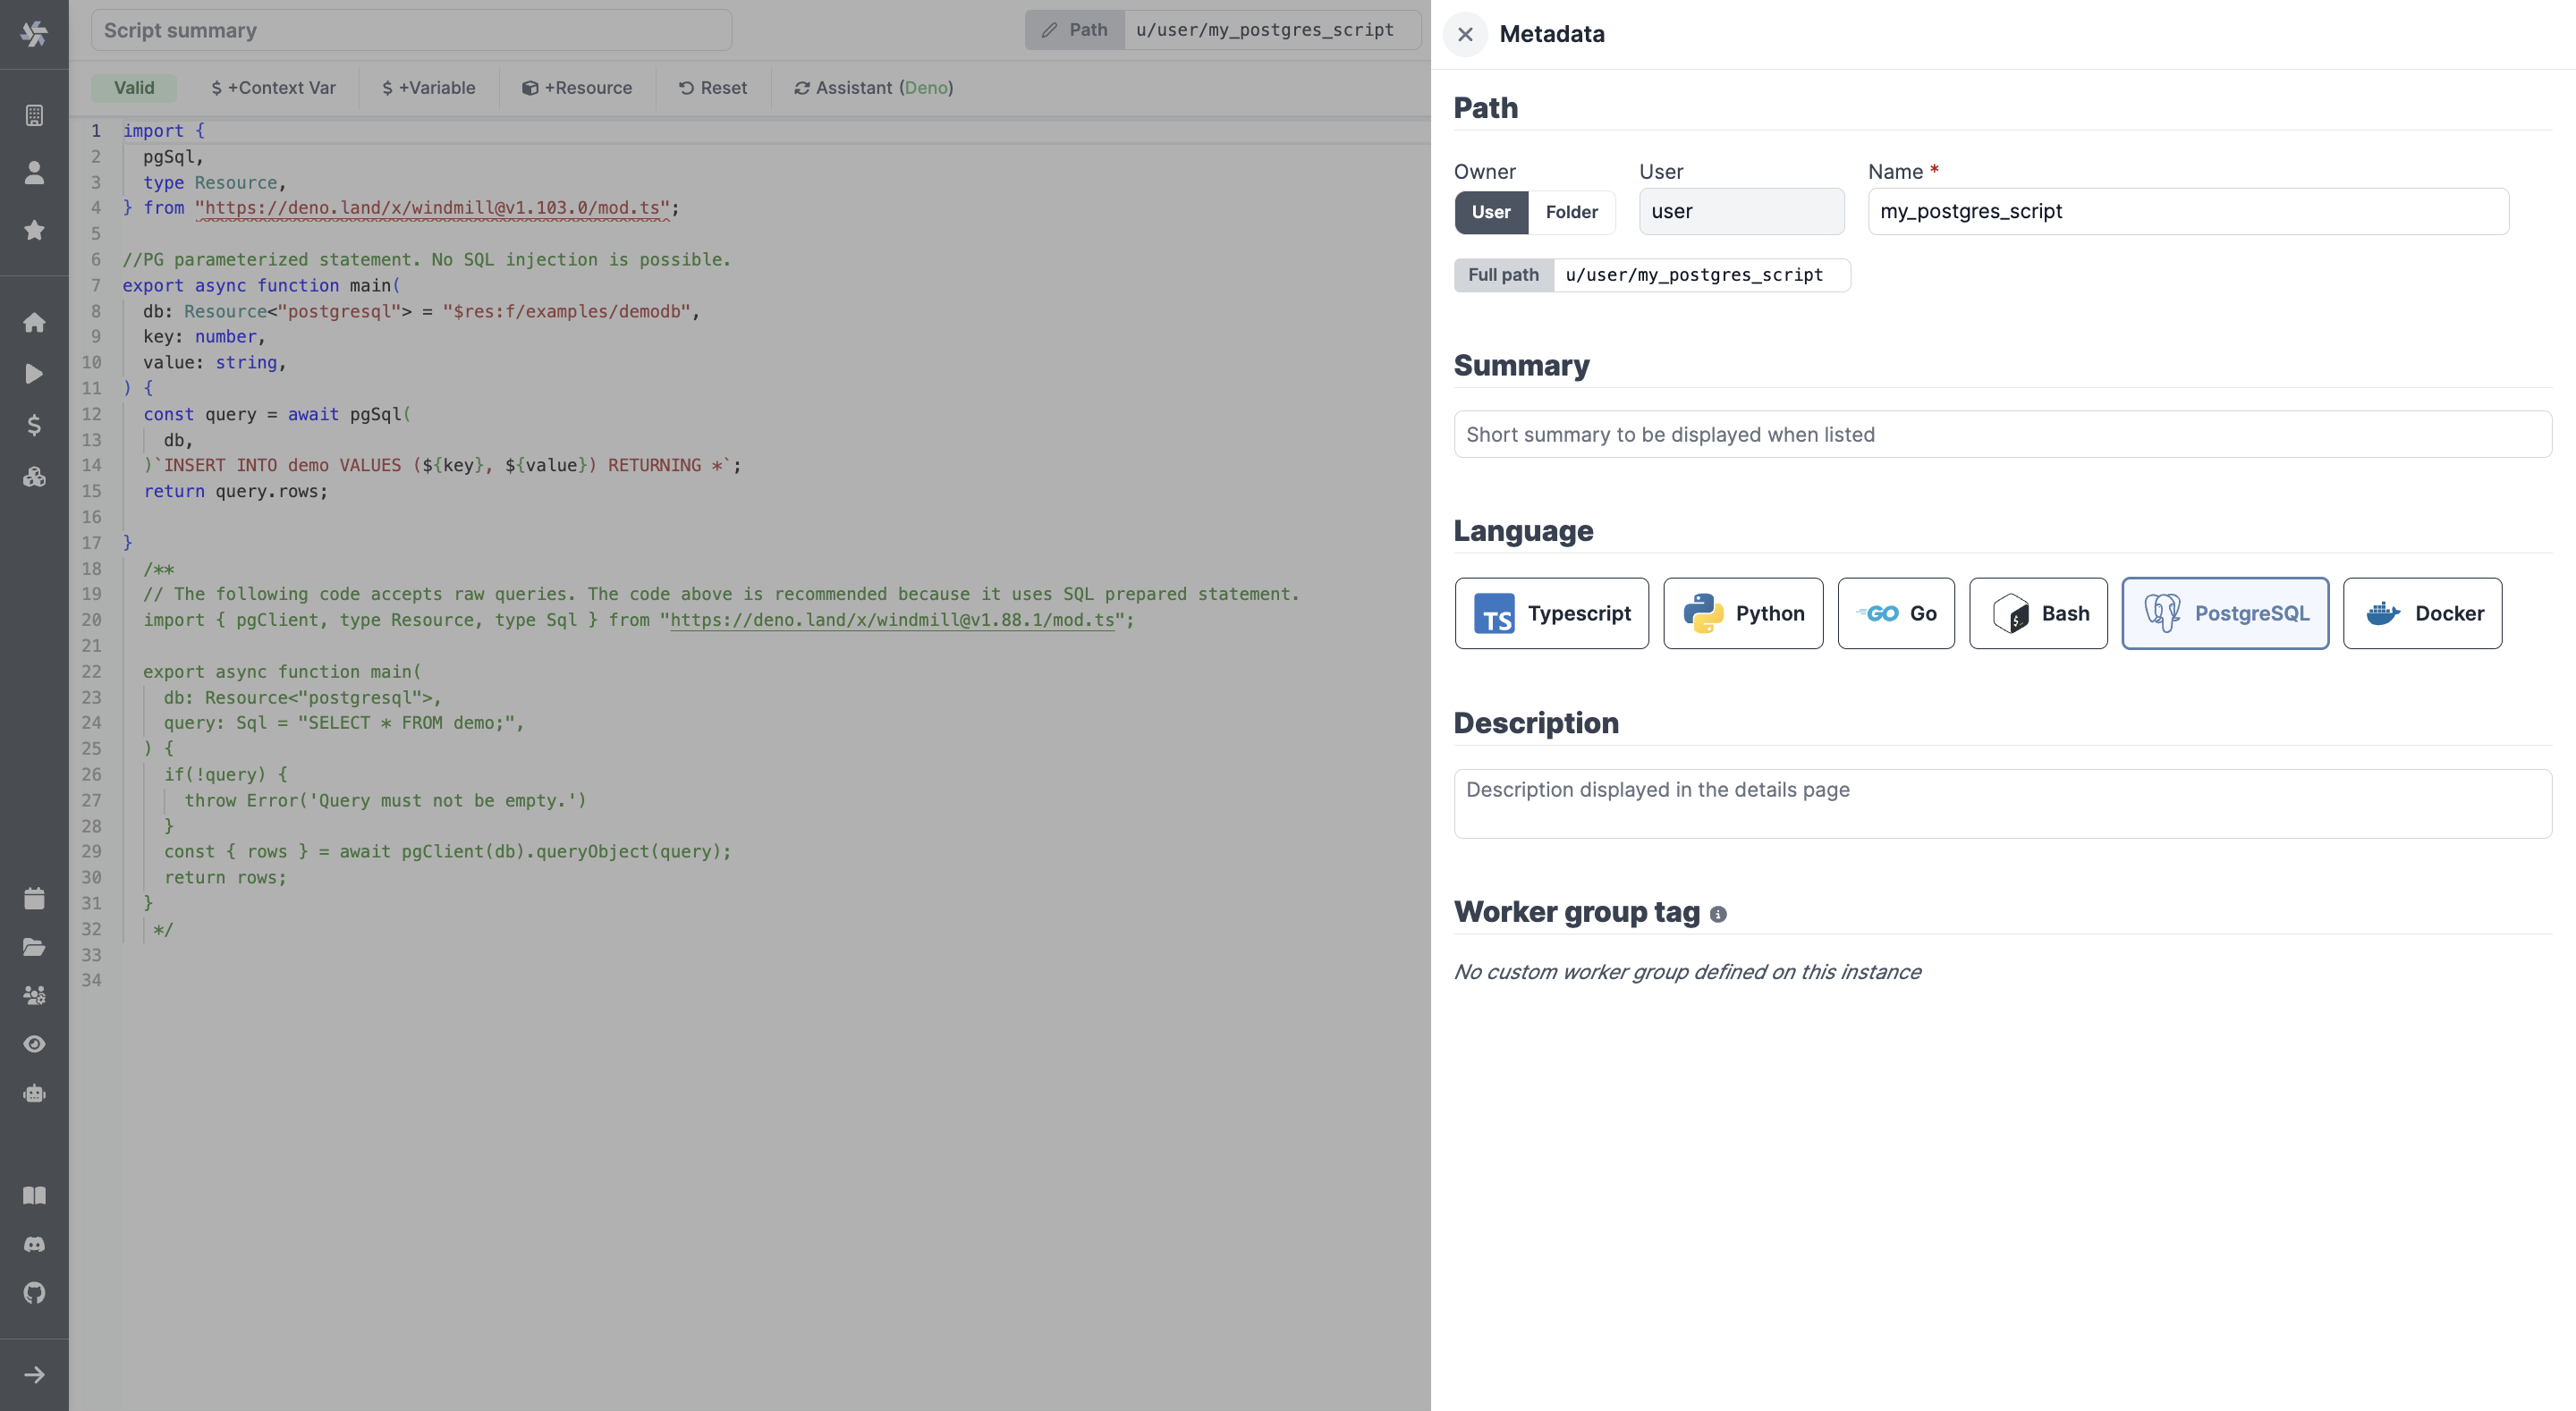 Script summary
Path u/user/my_postgres_script
Valid $ +Context Var $ +Variable +Resource Reset Assistant (Deno)
1 import {
2   pgSql,
3   type Resource,
4 } from "https://deno.land/x/windmill@v1.103.0/mod.ts";
5
6 //PG parameterized statement. No SQL injection is possible.
7 export async function main(
8   db: Resource<"postgresql"> = "$res:f/examples/demodb",
9   key: number,
10   value: string,
11 ) {
12   const query = await pgSql(
13     db,
14   )`INSERT INTO demo VALUES (${key}, ${value}) RETURNING *`;
15   return query.rows;
16
17 }
18   /**
19   // The following code accepts raw queries. The code above is recommended because it uses SQL prepared statement.
20   import { pgClient, type Resource, type Sql } from "https://deno.land/x/windmill@v1.88.1/mod.ts";
21
22   export async function main(
23     db: Resource<"postgresql">,
24     query: Sql = "SELECT * FROM demo;",
25   ) {
26     if(!query) {
27       throw Error('Query must not be empty.')
28     }
29     const { rows } = await pgClient(db).queryObject(query);
30     return rows;
31   }
32    */
33
34
Metadata
Path
Owner User Name *
User Folder user my_postgres_script
Full path u/user/my_postgres_script
Summary
Short summary to be displayed when listed
Language
TS Typescript Python GO Go $_ Bash PostgreSQL Docker
Description
Description displayed in the details page
Worker group tag i
No custom worker group defined on this instance